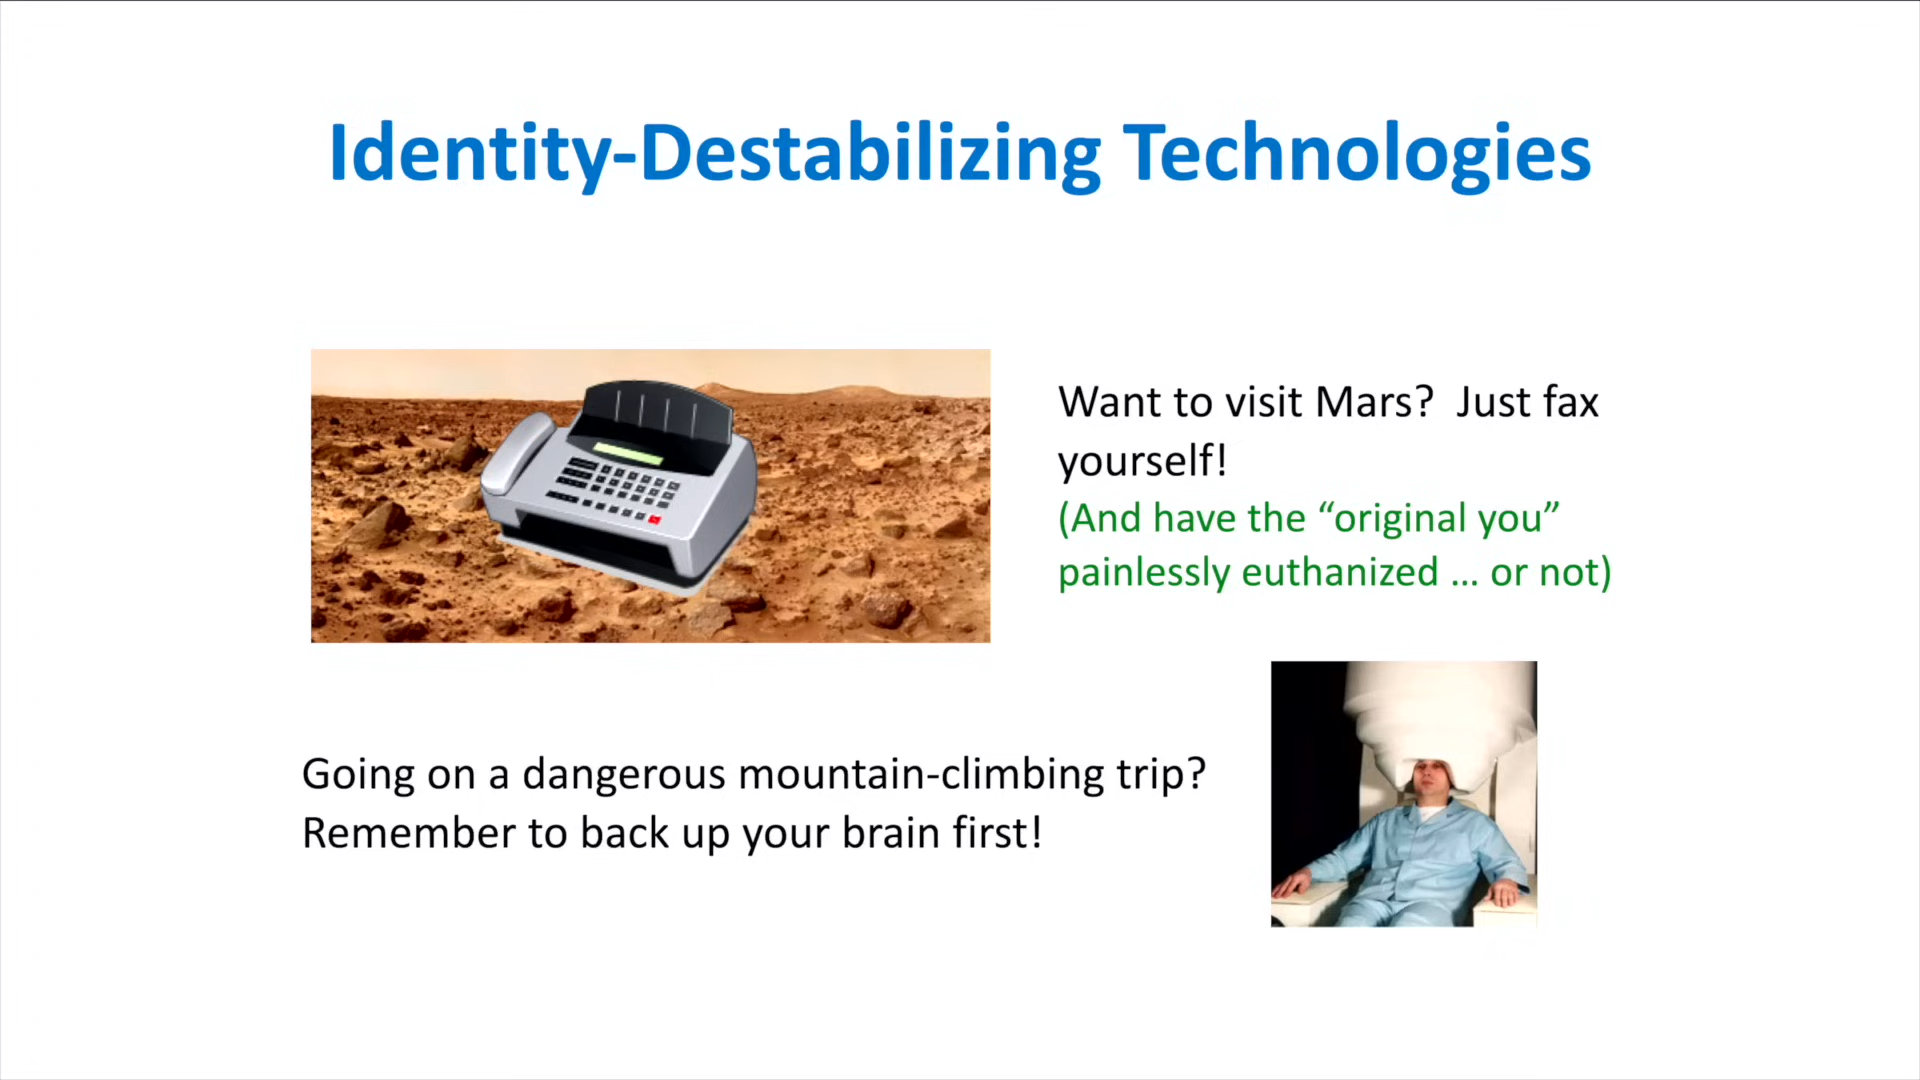 Identity-Destabilizing Technologies
Want to visit Mars?  Just fax
yourself!
(And have the “original you”
painlessly euthanized … or not)
Going on a dangerous mountain-climbing trip?
Remember to back up your brain first!